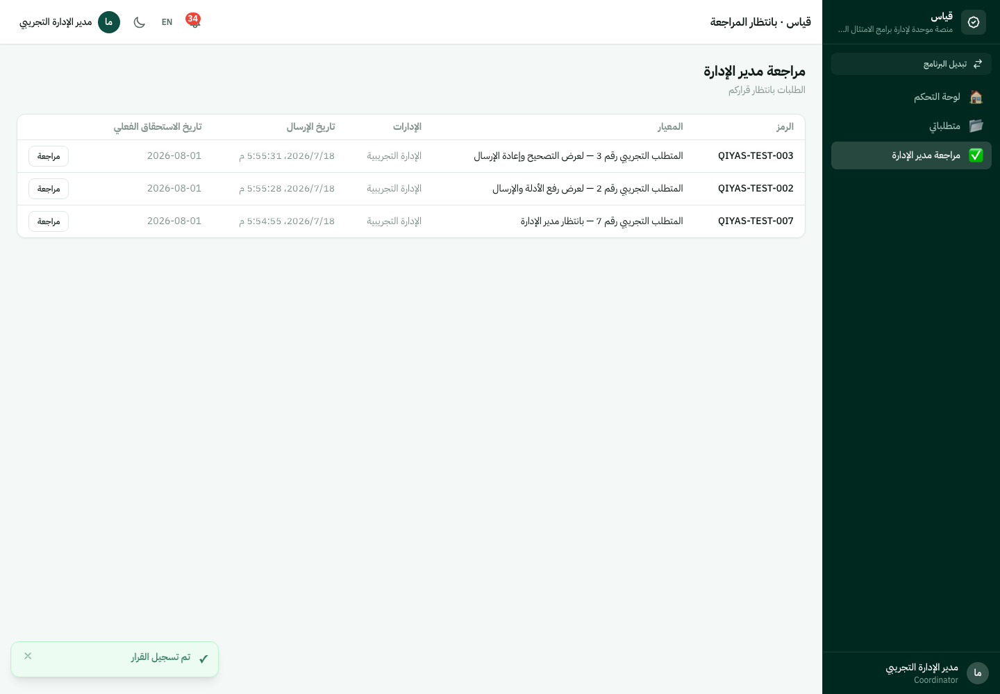 قياس
منصة موحدة لإدارة برامج الامتثال الـ...
تبديل البرنامج
لوحة التحكم
متطلباتي
مراجعة مدير الإدارة
مدير الإدارة التجريبي
Coordinator
ما
قياس · بانتظار المراجعة
34
EN
ما
مدير الإدارة التجريبي
مراجعة مدير الإدارة
الطلبات بانتظار قراركم
الرمز المعيار الإدارات تاريخ الإرسال تاريخ الاستحقاق الفعلي
QIYAS-TEST-003 المتطلب التجريبي رقم 3 — لعرض التصحيح وإعادة الإرسال الإدارة التجريبية 2026/7/18، 5:55:31 م 2026-08-01 مراجعة
QIYAS-TEST-002 المتطلب التجريبي رقم 2 — لعرض رفع الأدلة والإرسال الإدارة التجريبية 2026/7/18، 5:55:28 م 2026-08-01 مراجعة
QIYAS-TEST-007 المتطلب التجريبي رقم 7 — بانتظار مدير الإدارة الإدارة التجريبية 2026/7/18، 5:54:55 م 2026-08-01 مراجعة
تم تسجيل القرار